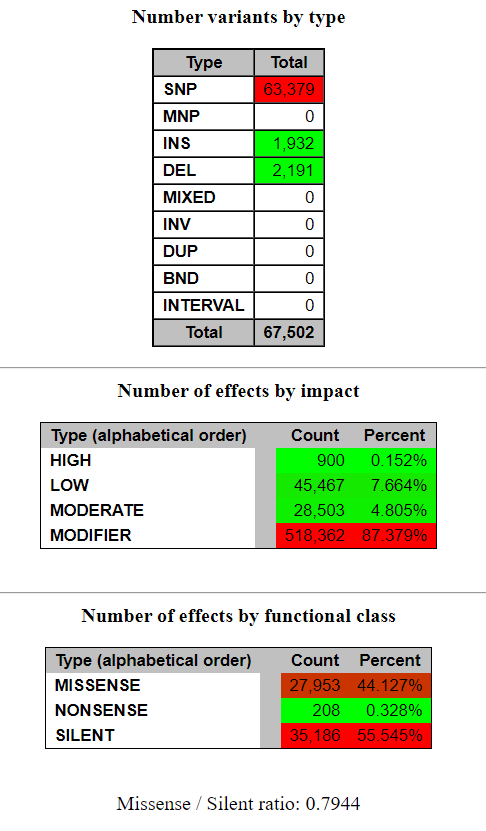 Number variants by type
Type Total
SNP 63,379
MNP 0
INS 1,932
DEL 2,191
MIXED 0
INV 0
DUP 0
BND 0
INTERVAL 0
Total 67,502
Number of effects by impact
Type (alphabetical order) Count Percent
HIGH 900 0.152%
LOW 45,467 7.664%
MODERATE 28,503 4.805%
MODIFIER 518,362 87.379%
Number of effects by functional class
Type (alphabetical order) Count Percent
MISSENSE 27,953 44.127%
NONSENSE 208 0.328%
SILENT 35,186 55.545%
Missense / Silent ratio: 0.7944